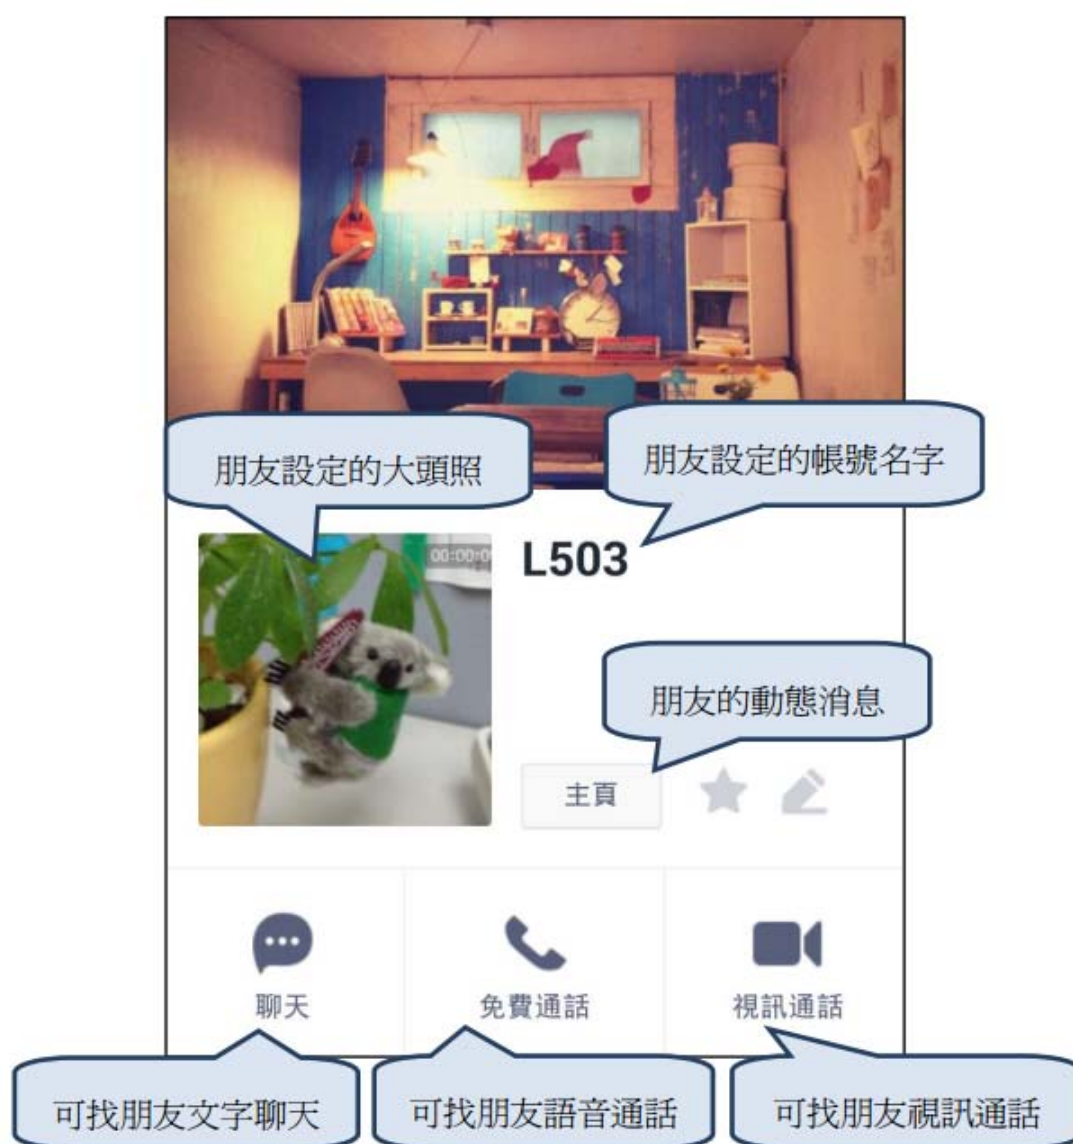 朋友設定的大頭照
朋友設定的帳號名字
L503
朋友的動態消息
主頁
聊天
免費通話
視訊通話
可找朋友文字聊天
可找朋友語音通話
可找朋友視訊通話